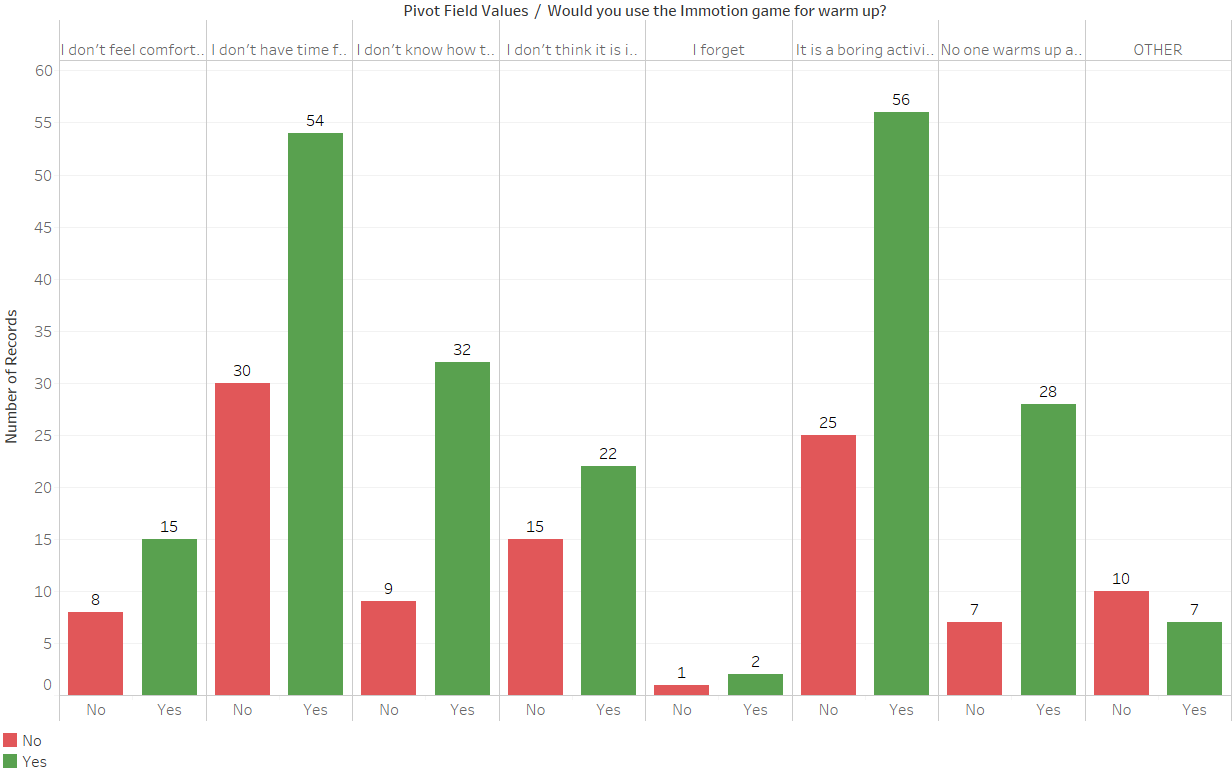 Pivot Field Values / Would you use the Immotion game for warm up?
I don't feel comfort.. I don't have time f.. I don't know how t.. I don't think it is i.. I forget It is a boring activi.. No one warms up a.. OTHER
60
55
50
45
40
35
30
25
20
15
10
5
0
Number of Records
8 15 30 54 9 32 15 22 1 2 25 56 7 28 10 7
No Yes No Yes No Yes No Yes No Yes No Yes No Yes No Yes
No
Yes